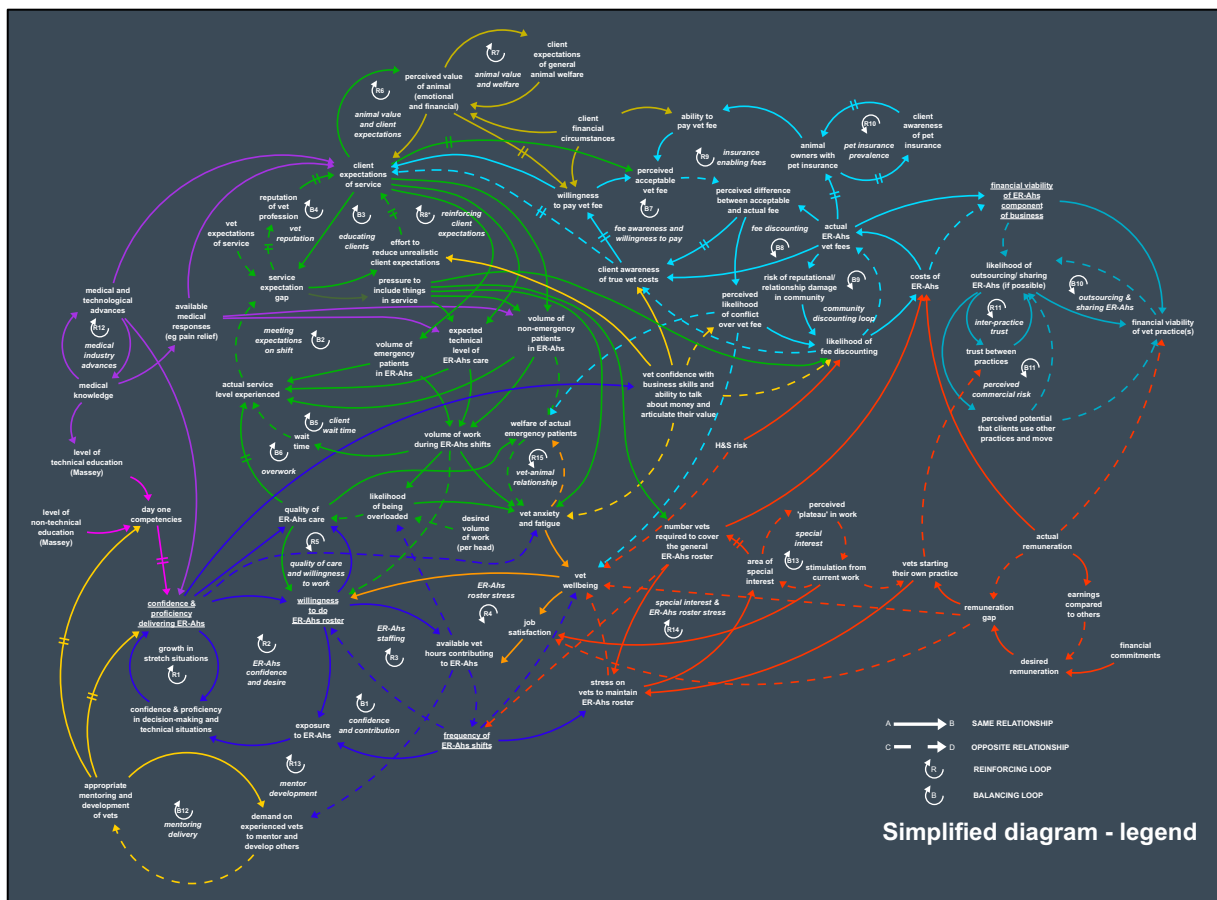 R7
client
expectations
of general
animal welfare
perceived value
of animal
(emotional
and financial)
animal value
and welfare
R6
animal value
and client
expectations
client
financial
circumstances
ability to
pay vet fee
R10
client
awareness
of pet
insurance
animal
owners with
pet insurance
pet insurance
prevalence
R9
insurance
enabling fees
client
expectations
of service
perceived
acceptable
vet fee
willingness
to pay vet fee
B7
fee awareness and
willingness to pay
perceived difference
between acceptable
and actual fee
financial viability
of ER-Ahs
component
of business
reputation
of vet
profession
B4
vet
reputation
B3
educating
clients
R8*
reinforcing
client
expectations
vet
expectations
of service
effort to
reduce unrealistic
client expectations
fee discounting
B8
actual
ER-Ahs
vet fees
service
expectation
gap
pressure to
include things
in service
client awareness
of true vet costs
risk of reputational/
relationship damage
in community
B9
costs of
ER-Ahs
likelihood of
outsourcing/ sharing
ER-Ahs (if possible)
B10
outsourcing &
sharing ER-Ahs
medical and
technological
advances
available
medical
responses
(eg pain relief)
perceived
likelihood
of conflict
over vet fee
community
discounting loop
R11
inter-practice
trust
financial viability
of vet practice(s)
R12
medical
industry
advances
meeting
expectations
on shift
B2
expected
technical
level of
ER-Ahs care
volume of
non-emergency
patients
in ER-Ahs
volume of
emergency
patients
in ER-Ahs
likelihood of
fee discounting
trust between
practices
B11
perceived
commercial risk
medical
knowledge
actual service
level experienced
vet confidence with
business skills and
ability to talk
about money and
articulate their value
perceived potential
that clients use other
practices and move
B5
client
wait time
wait
time
B6
overwork
volume of work
during ER-Ahs shifts
welfare of actual
emergency patients
H&S risk
level of
technical education
(Massey)
R15
vet-animal
relationship
level of
non-technical
education
(Massey)
day one
competencies
quality of
ER-Ahs care
likelihood
of being
overloaded
desired
volume
of work
(per head)
vet anxiety
and fatigue
number vets
required to cover
the general
ER-Ahs roster
perceived
'plateau' in work
special
interest
B13
actual
remuneration
R5
quality of care
and willingness
to work
area of
special
interest
stimulation from
current work
vets starting
their own practice
vet
wellbeing
confidence &
proficiency
delivering ER-Ahs
willingness
to do
ER-Ahs roster
ER-Ahs
roster stress
R4
special interest &
ER-Ahs roster stress
R14
remuneration
gap
earnings
compared
to others
growth in
stretch situations
R1
R2
ER-Ahs
confidence
and desire
ER-Ahs
staffing
R3
available vet
hours contributing
to ER-Ahs
job
satisfaction
desired
remuneration
financial
commitments
confidence & proficiency
in decision-making and
technical situations
B1
confidence
and contribution
stress on
vets to maintain
ER-Ahs roster
exposure
to ER-Ahs
frequency of
ER-Ahs shifts
R13
mentor
development
appropriate
mentoring and
development
of vets
B12
mentoring
delivery
demand on
experienced vets
to mentor and
develop others
A B SAME RELATIONSHIP
C D OPPOSITE RELATIONSHIP
R REINFORCING LOOP
B BALANCING LOOP
Simplified diagram - legend